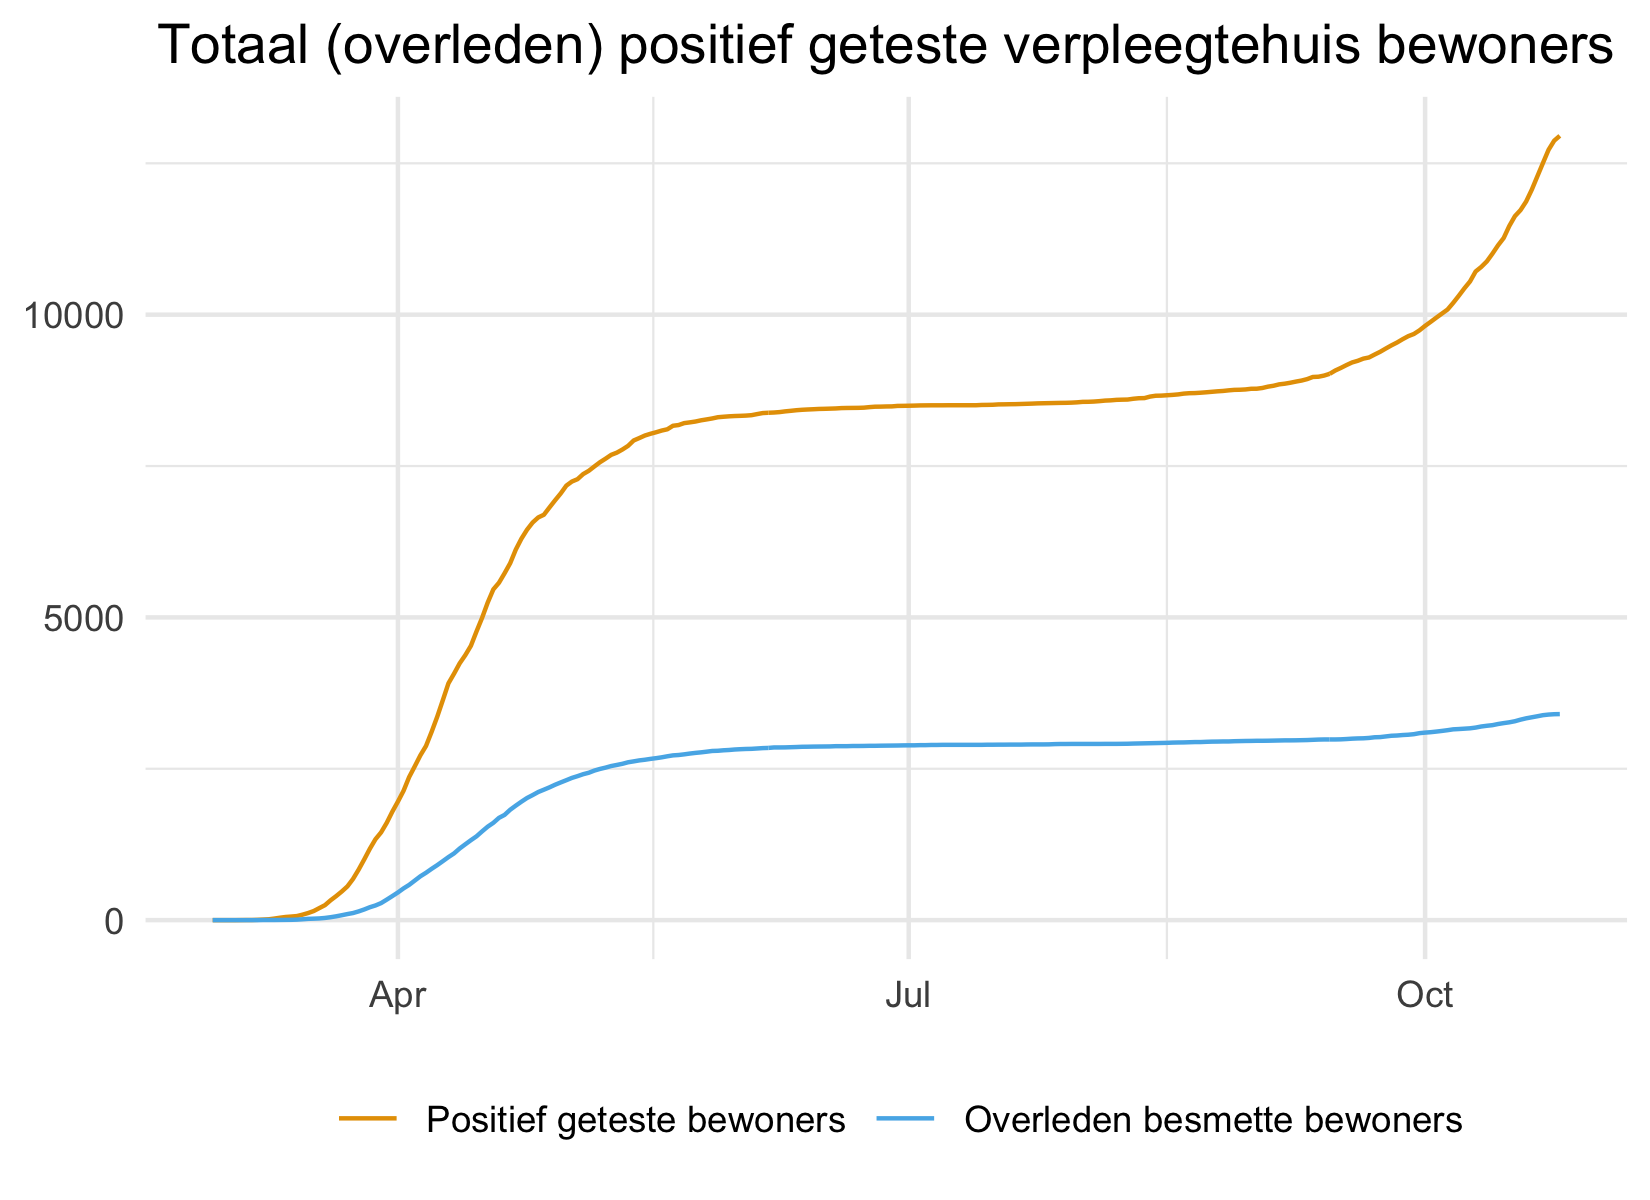 Totaal (overleden) positief geteste verpleegtehuis bewoners
10000
5000
0
Apr Jul Oct
Positief geteste bewoners Overleden besmette bewoners